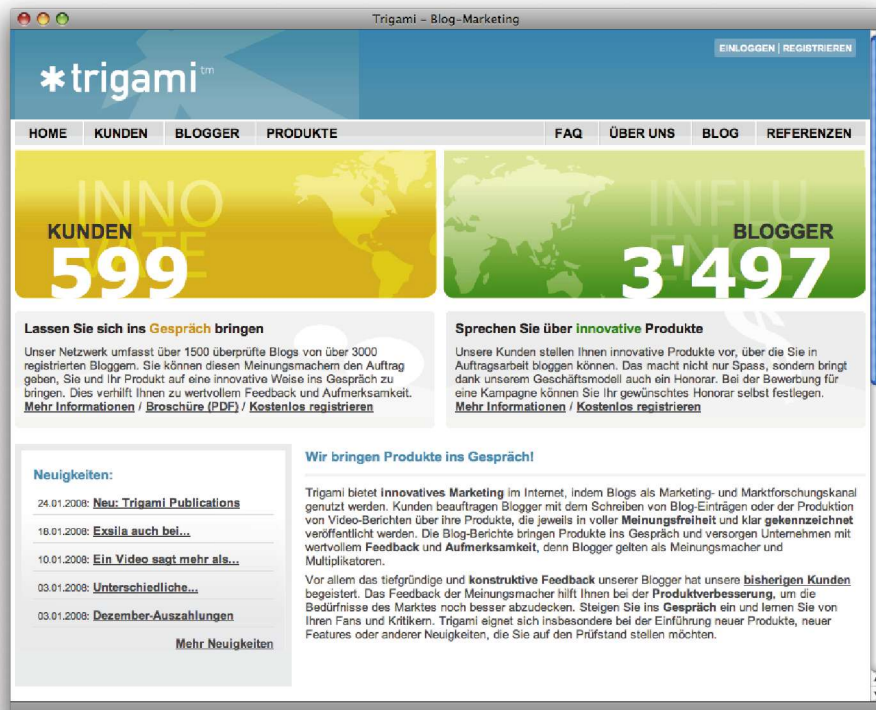 Trigami – Blog-Marketing
EINLOGGEN | REGISTRIEREN
*trigami™
HOME KUNDEN BLOGGER PRODUKTE FAQ ÜBER UNS BLOG REFERENZEN
INNO
VATE
KUNDEN
599
INFLU
ENCE
BLOGGER
3'497
Lassen Sie sich ins Gespräch bringen
Unser Netzwerk umfasst über 1500 überprüfte Blogs von über 3000
registrierten Bloggern. Sie können diesen Meinungsmachern den Auftrag
geben, Sie und Ihr Produkt auf eine innovative Weise ins Gespräch zu
bringen. Dies verhilft Ihnen zu wertvollem Feedback und Aufmerksamkeit.
Mehr Informationen / Broschüre (PDF) / Kostenlos registrieren
Sprechen Sie über innovative Produkte
Unsere Kunden stellen Ihnen innovative Produkte vor, über die Sie in
Auftragsarbeit bloggen können. Das macht nicht nur Spass, sondern bringt
dank unserem Geschäftsmodell auch ein Honorar. Bei der Bewerbung für
eine Kampagne können Sie Ihr gewünschtes Honorar selbst festlegen.
Mehr Informationen / Kostenlos registrieren
Neuigkeiten:
24.01.2008: Neu: Trigami Publications
18.01.2008: Exsila auch bei...
10.01.2008: Ein Video sagt mehr als...
03.01.2008: Unterschiedliche...
03.01.2008: Dezember-Auszahlungen
Mehr Neuigkeiten
Wir bringen Produkte ins Gespräch!
Trigami bietet innovatives Marketing im Internet, indem Blogs als Marketing- und Marktforschungskanal
genutzt werden. Kunden beauftragen Blogger mit dem Schreiben von Blog-Einträgen oder der Produktion
von Video-Berichten über ihre Produkte, die jeweils in voller Meinungsfreiheit und klar gekennzeichnet
veröffentlicht werden. Die Blog-Berichte bringen Produkte ins Gespräch und versorgen Unternehmen mit
wertvollem Feedback und Aufmerksamkeit, denn Blogger gelten als Meinungsmacher und
Multiplikatoren.
Vor allem das tiefgründige und konstruktive Feedback unserer Blogger hat unsere bisherigen Kunden
begeistert. Das Feedback der Meinungsmacher hilft Ihnen bei der Produktverbesserung, um die
Bedürfnisse des Marktes noch besser abzudecken. Steigen Sie ins Gespräch ein und lernen Sie von
Ihren Fans und Kritikern. Trigami eignet sich insbesondere bei der Einführung neuer Produkte, neuer
Features oder anderer Neuigkeiten, die Sie auf den Prüfstand stellen möchten.